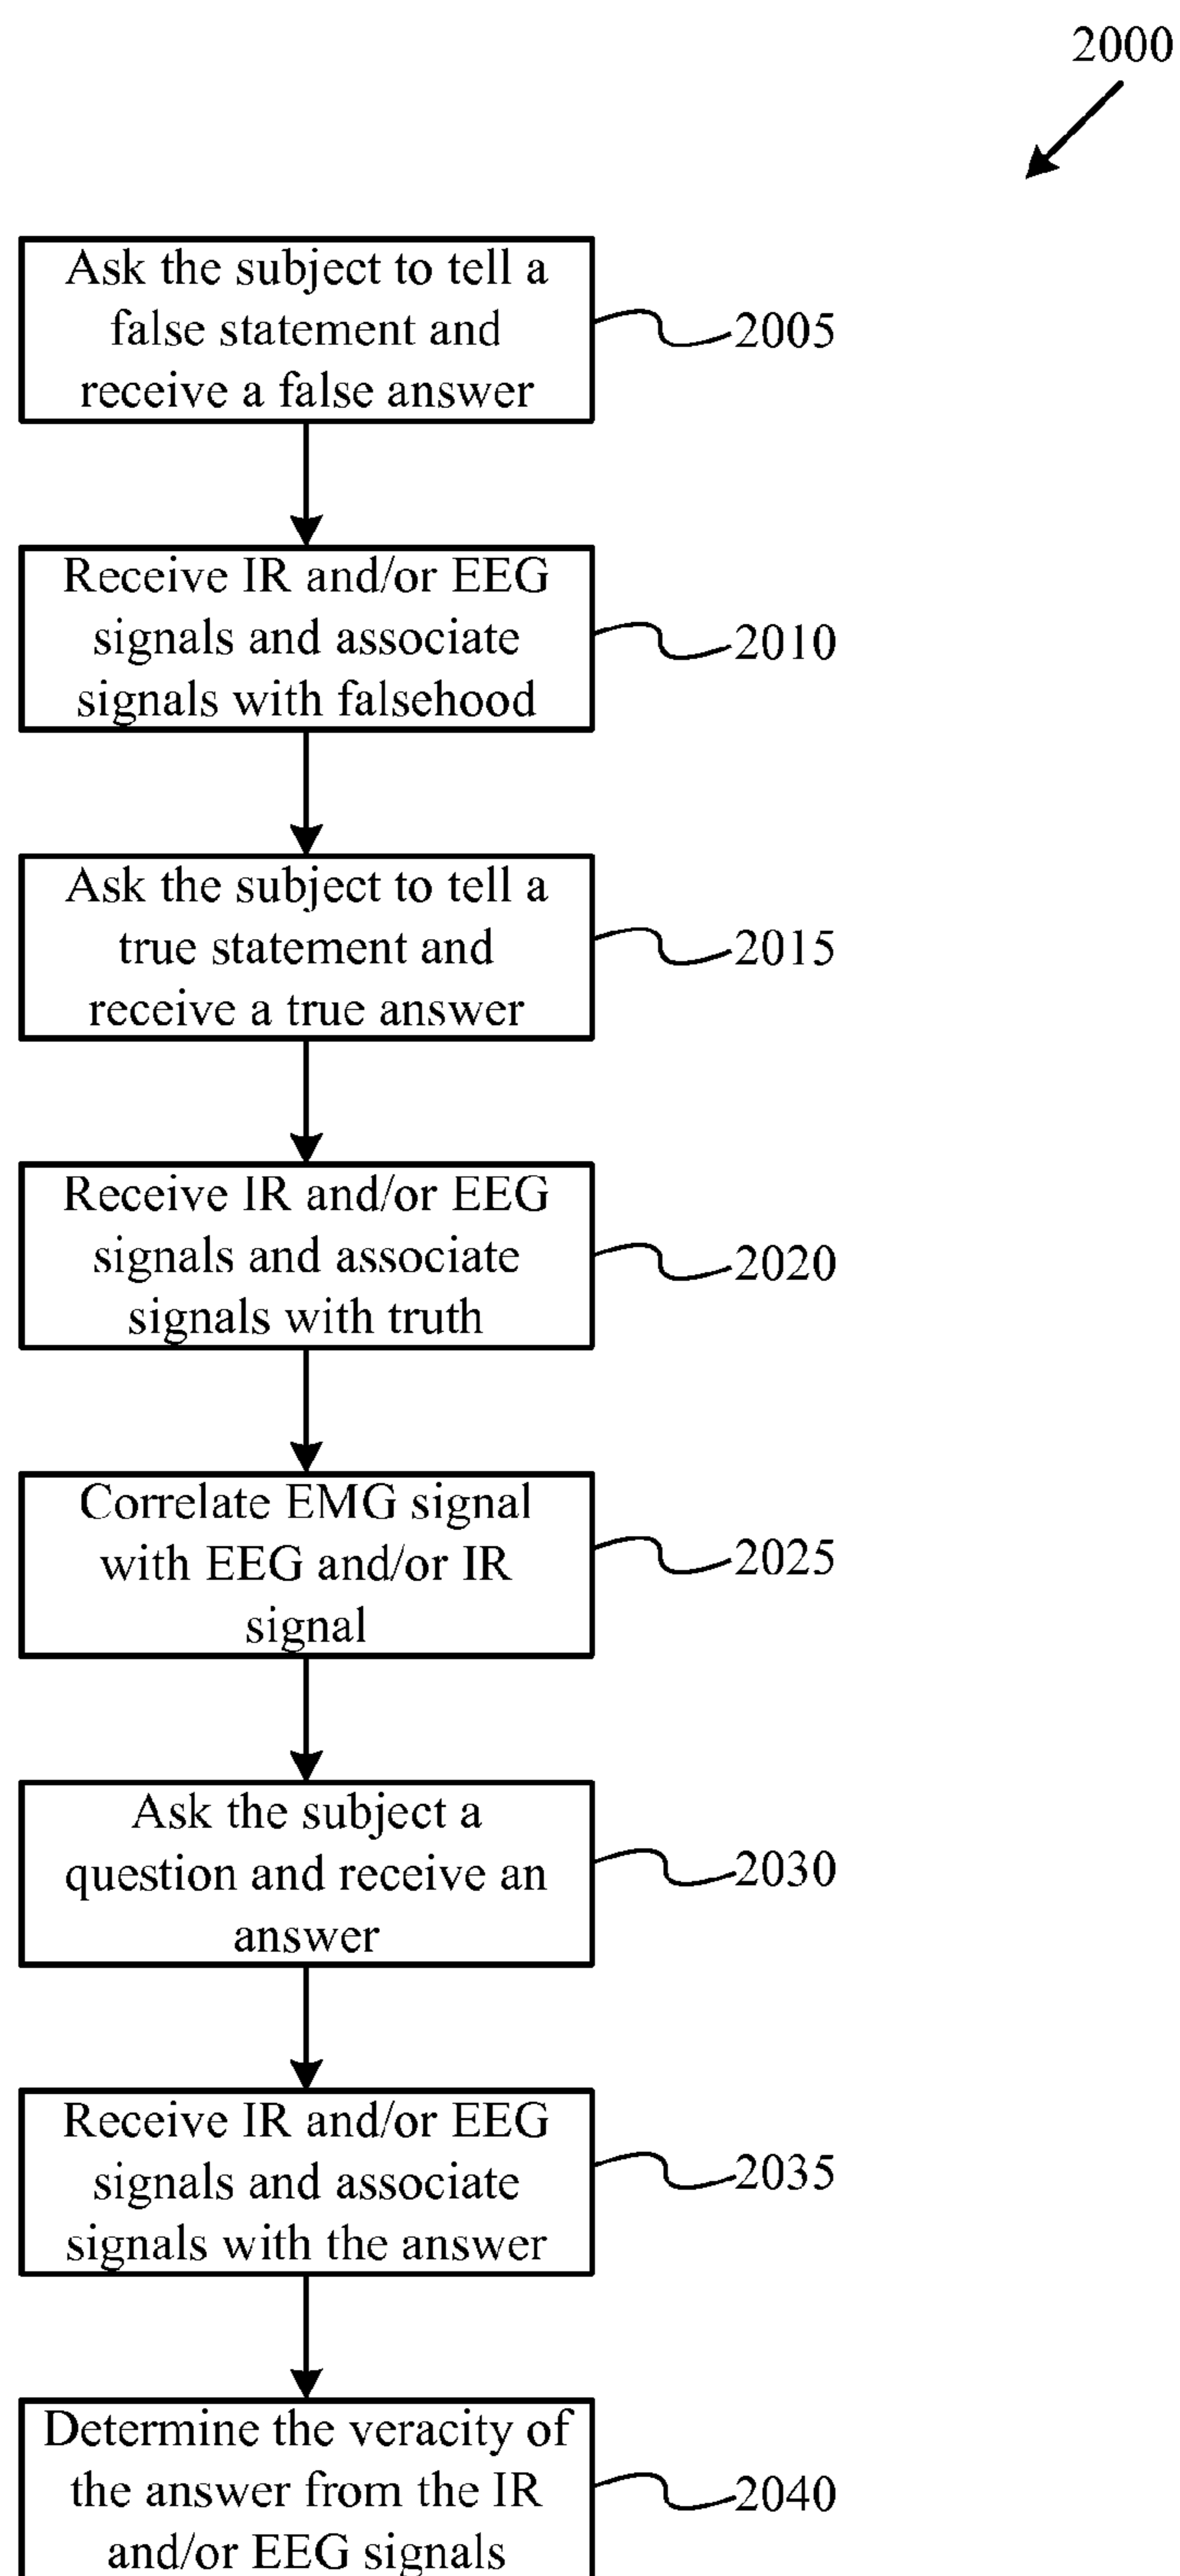 2000
Ask the subject to tell a
false statement and
receive a false answer
2005
Receive IR and/or EEG
signals and associate
signals with falsehood
2010
Ask the subject to tell a
true statement and
receive a true answer
2015
Receive IR and/or EEG
signals and associate
signals with truth
2020
Correlate EMG signal
with EEG and/or IR
signal
2025
Ask the subject a
question and receive an
answer
2030
Receive IR and/or EEG
signals and associate
signals with the answer
2035
Determine the veracity of
the answer from the IR
and/or EEG signals
2040